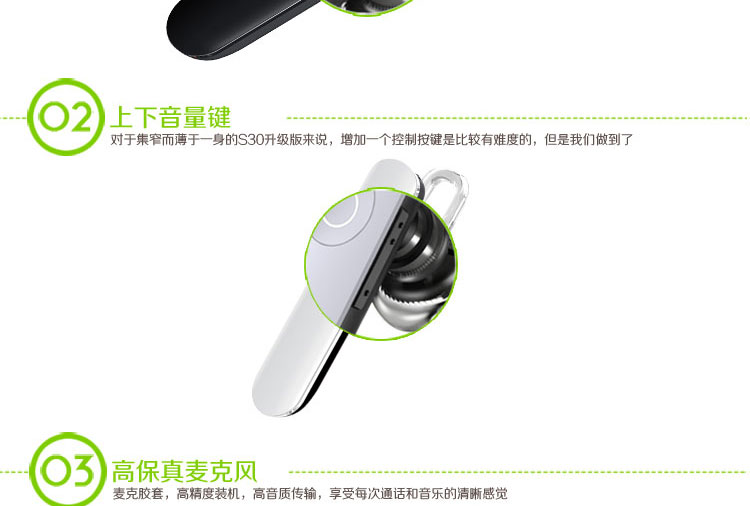 02 上下音量键
对于集窄而薄于一身的S30升级版来说，增加一个控制按键是比较有难度的，但是我们做到了
03 高保真麦克风
麦克胶套，高精度装机，高音质传输，享受每次通话和音乐的清晰感觉